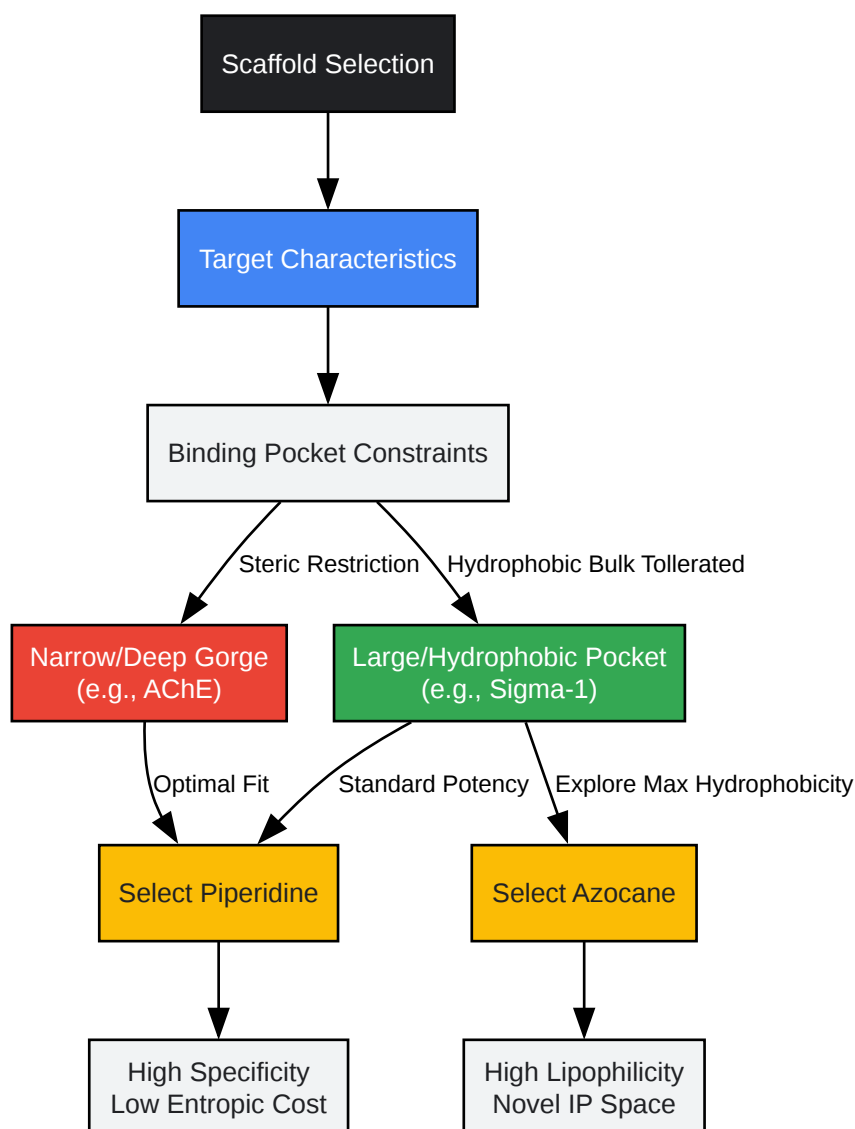 Scaffold Selection
Target Characteristics
Binding Pocket Constraints
Steric Restriction
Hydrophobic Bulk Tollerated
Narrow/Deep Gorge
(e.g., AChE)
Large/Hydrophobic Pocket
(e.g., Sigma-1)
Optimal Fit
Standard Potency
Explore Max Hydrophobicity
Select Piperidine
Select Azocane
High Specificity
Low Entropic Cost
High Lipophilicity
Novel IP Space